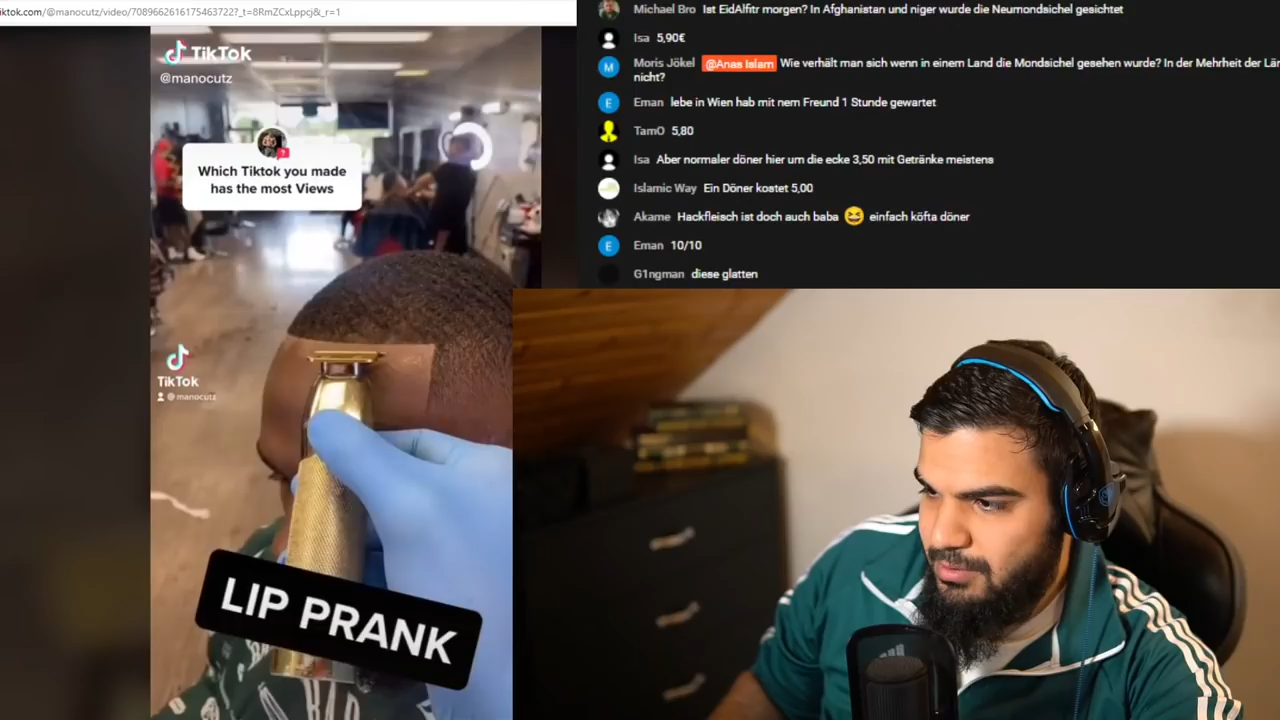 iktok.com/@manocutz/video/7089662616175463722?_t=8RmZCxLppcj&_r=1
TikTok
@manocutz
Which Tiktok you made
has the most Views
TikTok
@manocutz
LIP PRANK
Michael Bro Ist EidAlfitr morgen? In Afghanistan und niger wurde die Neumondsichel gesichtet
Isa 5,90€
Moris Jökel @Anas Islam Wie verhält man sich wenn in einem Land die Mondsichel gesehen wurde? In der Mehrheit der Län
nicht?
Eman lebe in Wien hab mit nem Freund 1 Stunde gewartet
TamO 5,80
Isa Aber normaler döner hier um die ecke 3,50 mit Getränke meistens
Islamic Way Ein Döner kostet 5,00
Akame Hackfleisch ist doch auch baba 😆 einfach köfta döner
Eman 10/10
G1ngman diese glatten